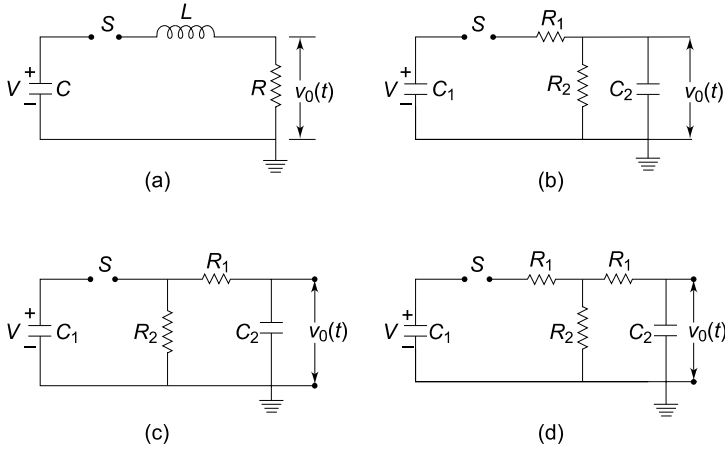 S L
V + − C R v₀(t)
(a)
S R₁
V + − C₁ R₂ C₂ v₀(t)
(b)
S R₁
V + − C₁ R₂ C₂ v₀(t)
(c)
S R₁ R₁
V + − C₁ R₂ C₂ v₀(t)
(d)